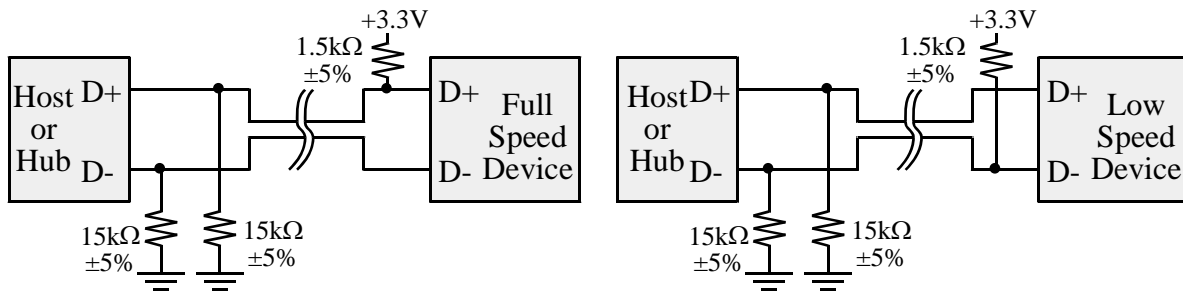 +3.3V
1.5kΩ
±5%
Host
or
Hub
D+
D-
D+
D-
Full
Speed
Device
15kΩ
±5%
15kΩ
±5%
+3.3V
1.5kΩ
±5%
Host
or
Hub
D+
D-
D+
D-
Low
Speed
Device
15kΩ
±5%
15kΩ
±5%